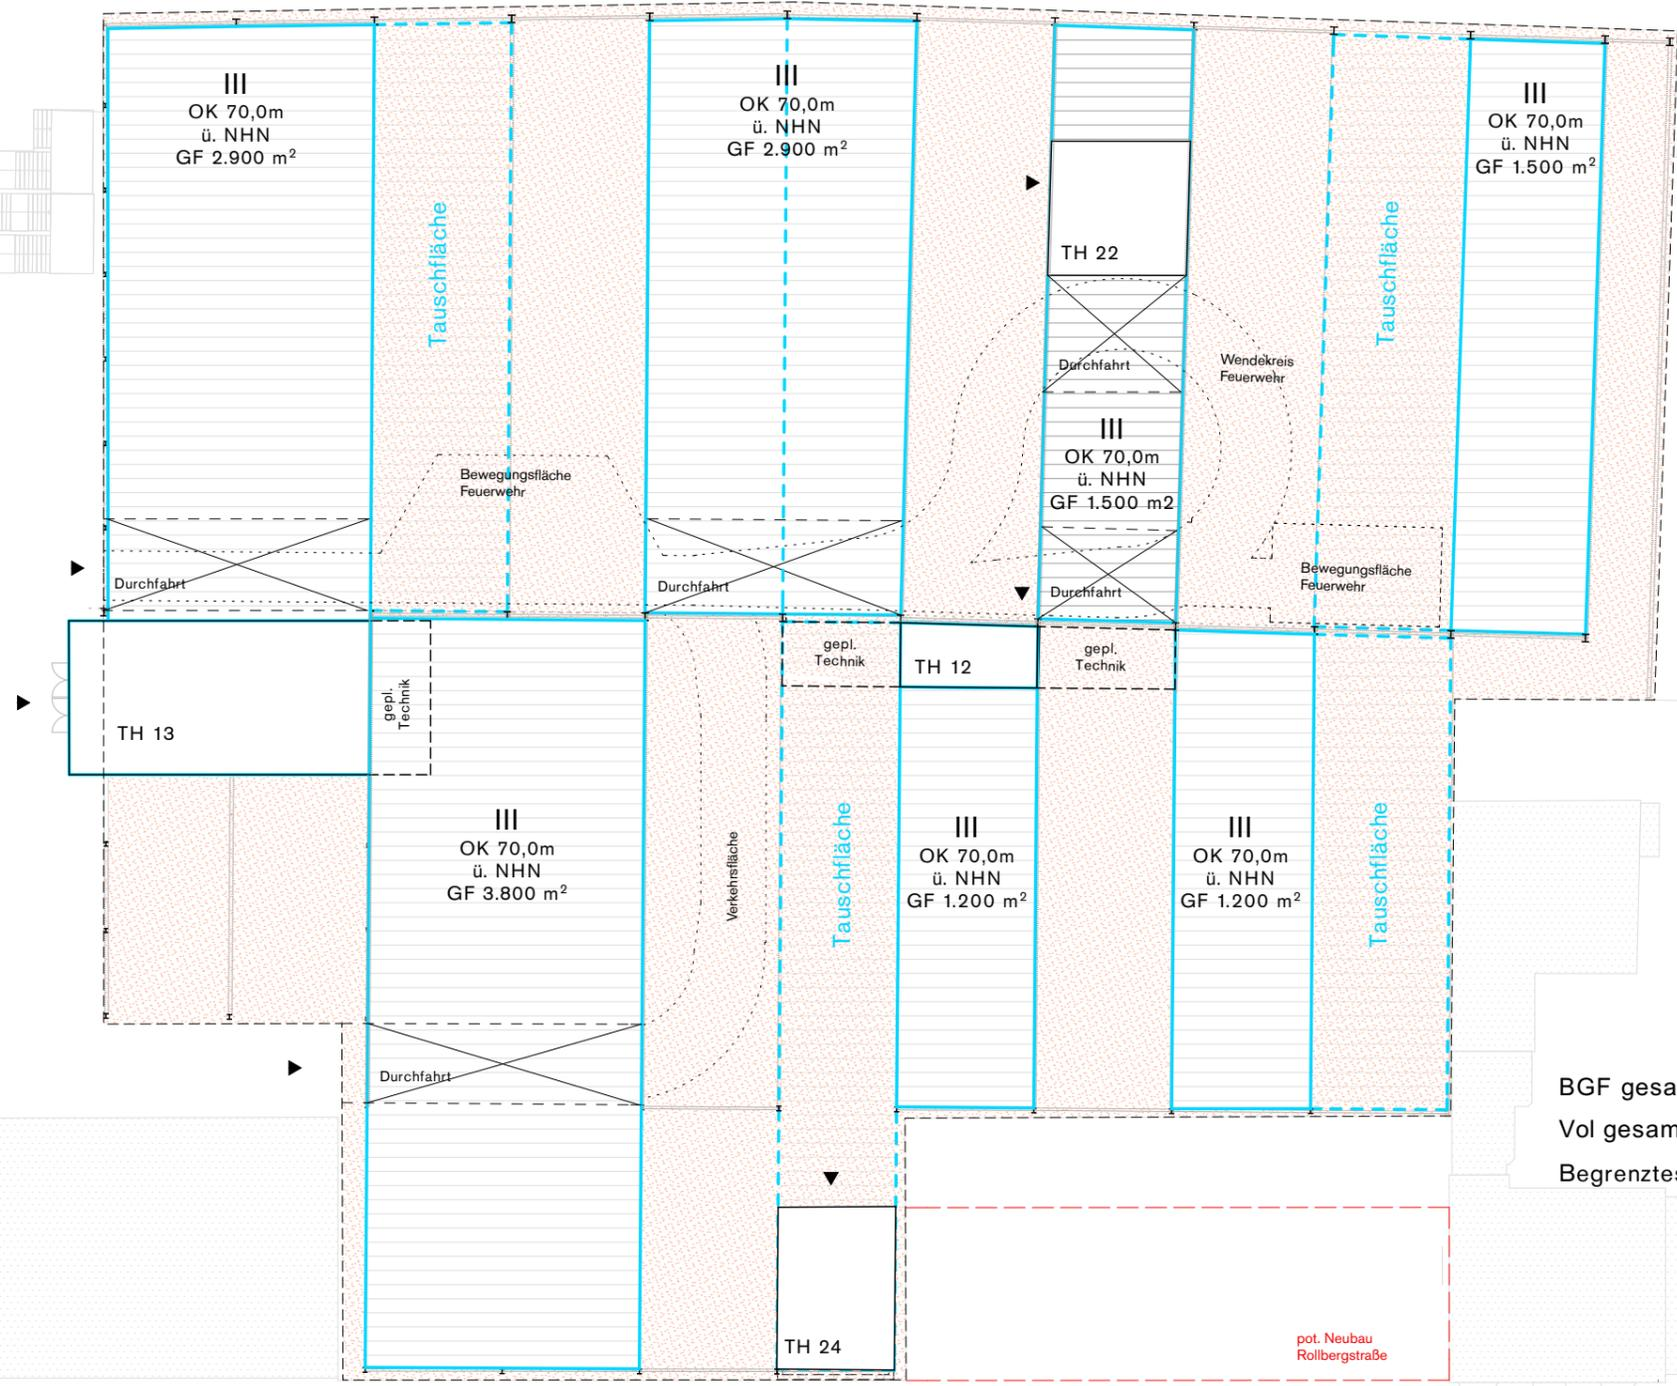 III
OK 70,0m
ü. NHN
GF 2.900 m²
III
OK 70,0m
ü. NHN
GF 2.900 m²
III
OK 70,0m
ü. NHN
GF 1.500 m²
TH 22
Tauschfläche
Tauschfläche
Durchfahrt
Wendekreis
Feuerwehr
III
OK 70,0m
ü. NHN
GF 1.500 m2
Bewegungsfläche
Feuerwehr
Durchfahrt
Durchfahrt
Durchfahrt
Bewegungsfläche
Feuerwehr
TH 13
gepl.
Technik
gepl.
Technik
TH 12
gepl.
Technik
III
OK 70,0m
ü. NHN
GF 3.800 m²
Verkehrsfläche
Tauschfläche
III
OK 70,0m
ü. NHN
GF 1.200 m²
III
OK 70,0m
ü. NHN
GF 1.200 m²
Tauschfläche
Durchfahrt
BGF gesa
Vol gesam
Begrenztes
TH 24
pot. Neubau
Rollbergstraße